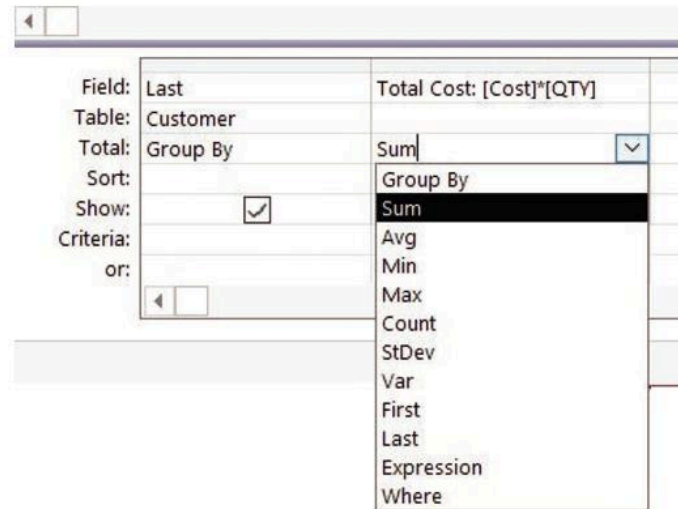 Field: Last Total Cost: [Cost]*[QTY]
Table: Customer
Total: Group By Sum
Sort:
Show:
Criteria:
or:
Group By
Sum
Avg
Min
Max
Count
StDev
Var
First
Last
Expression
Where